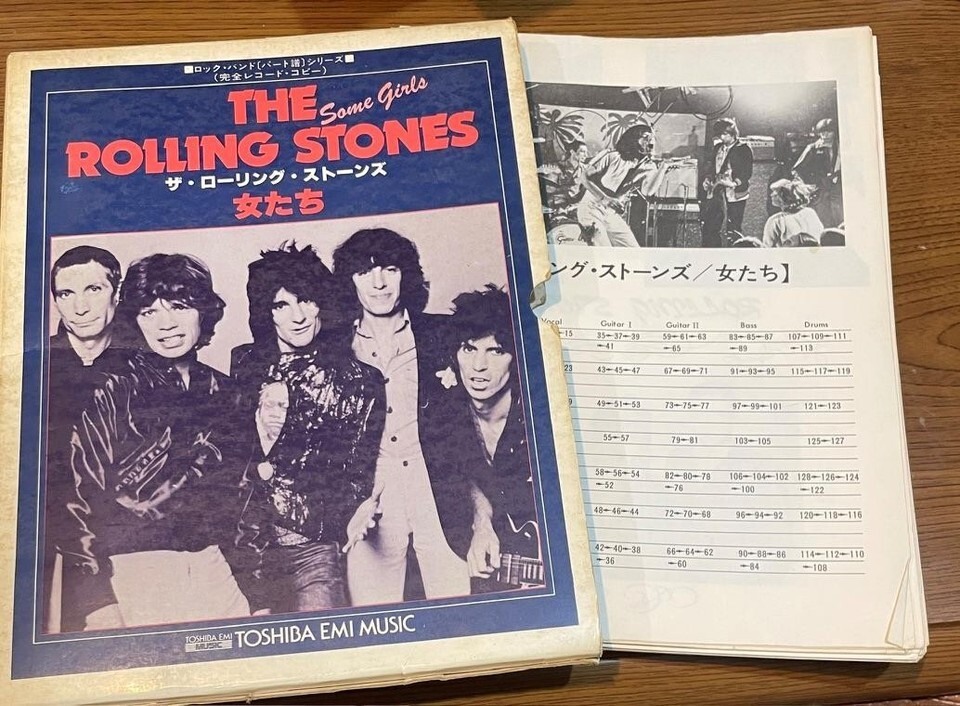 ■ロック・バンド〔パート譜〕シリーズ■
(完全レコード・コピー)
THE Some Girls
ROLLING STONES
ザ・ローリング・ストーンズ
女たち
TOSHIBA EMI
MUSIC
TOSHIBA EMI MUSIC
ング・ストーンズ／女たち】
Vocal Guitar I Guitar II Bass Drums
15 35-37-39 59-61-63 83-85-87 107-109-111
-41 -65 -89 -113
23 43-45-47 67-69-71 91-93-95 115-117-119
49-51-53 73-75-77 97-99-101 121-123
55-57 79-81 103-105 125-127
58-56-54 82-80-78 106-104-102 128-126-124
-52 -76 -100 -122
48-46-44 72-70-68 96-94-92 120-118-116
42-40-38 66-64-62 90-88-86 114-112-110
-36 -60 -84 -108